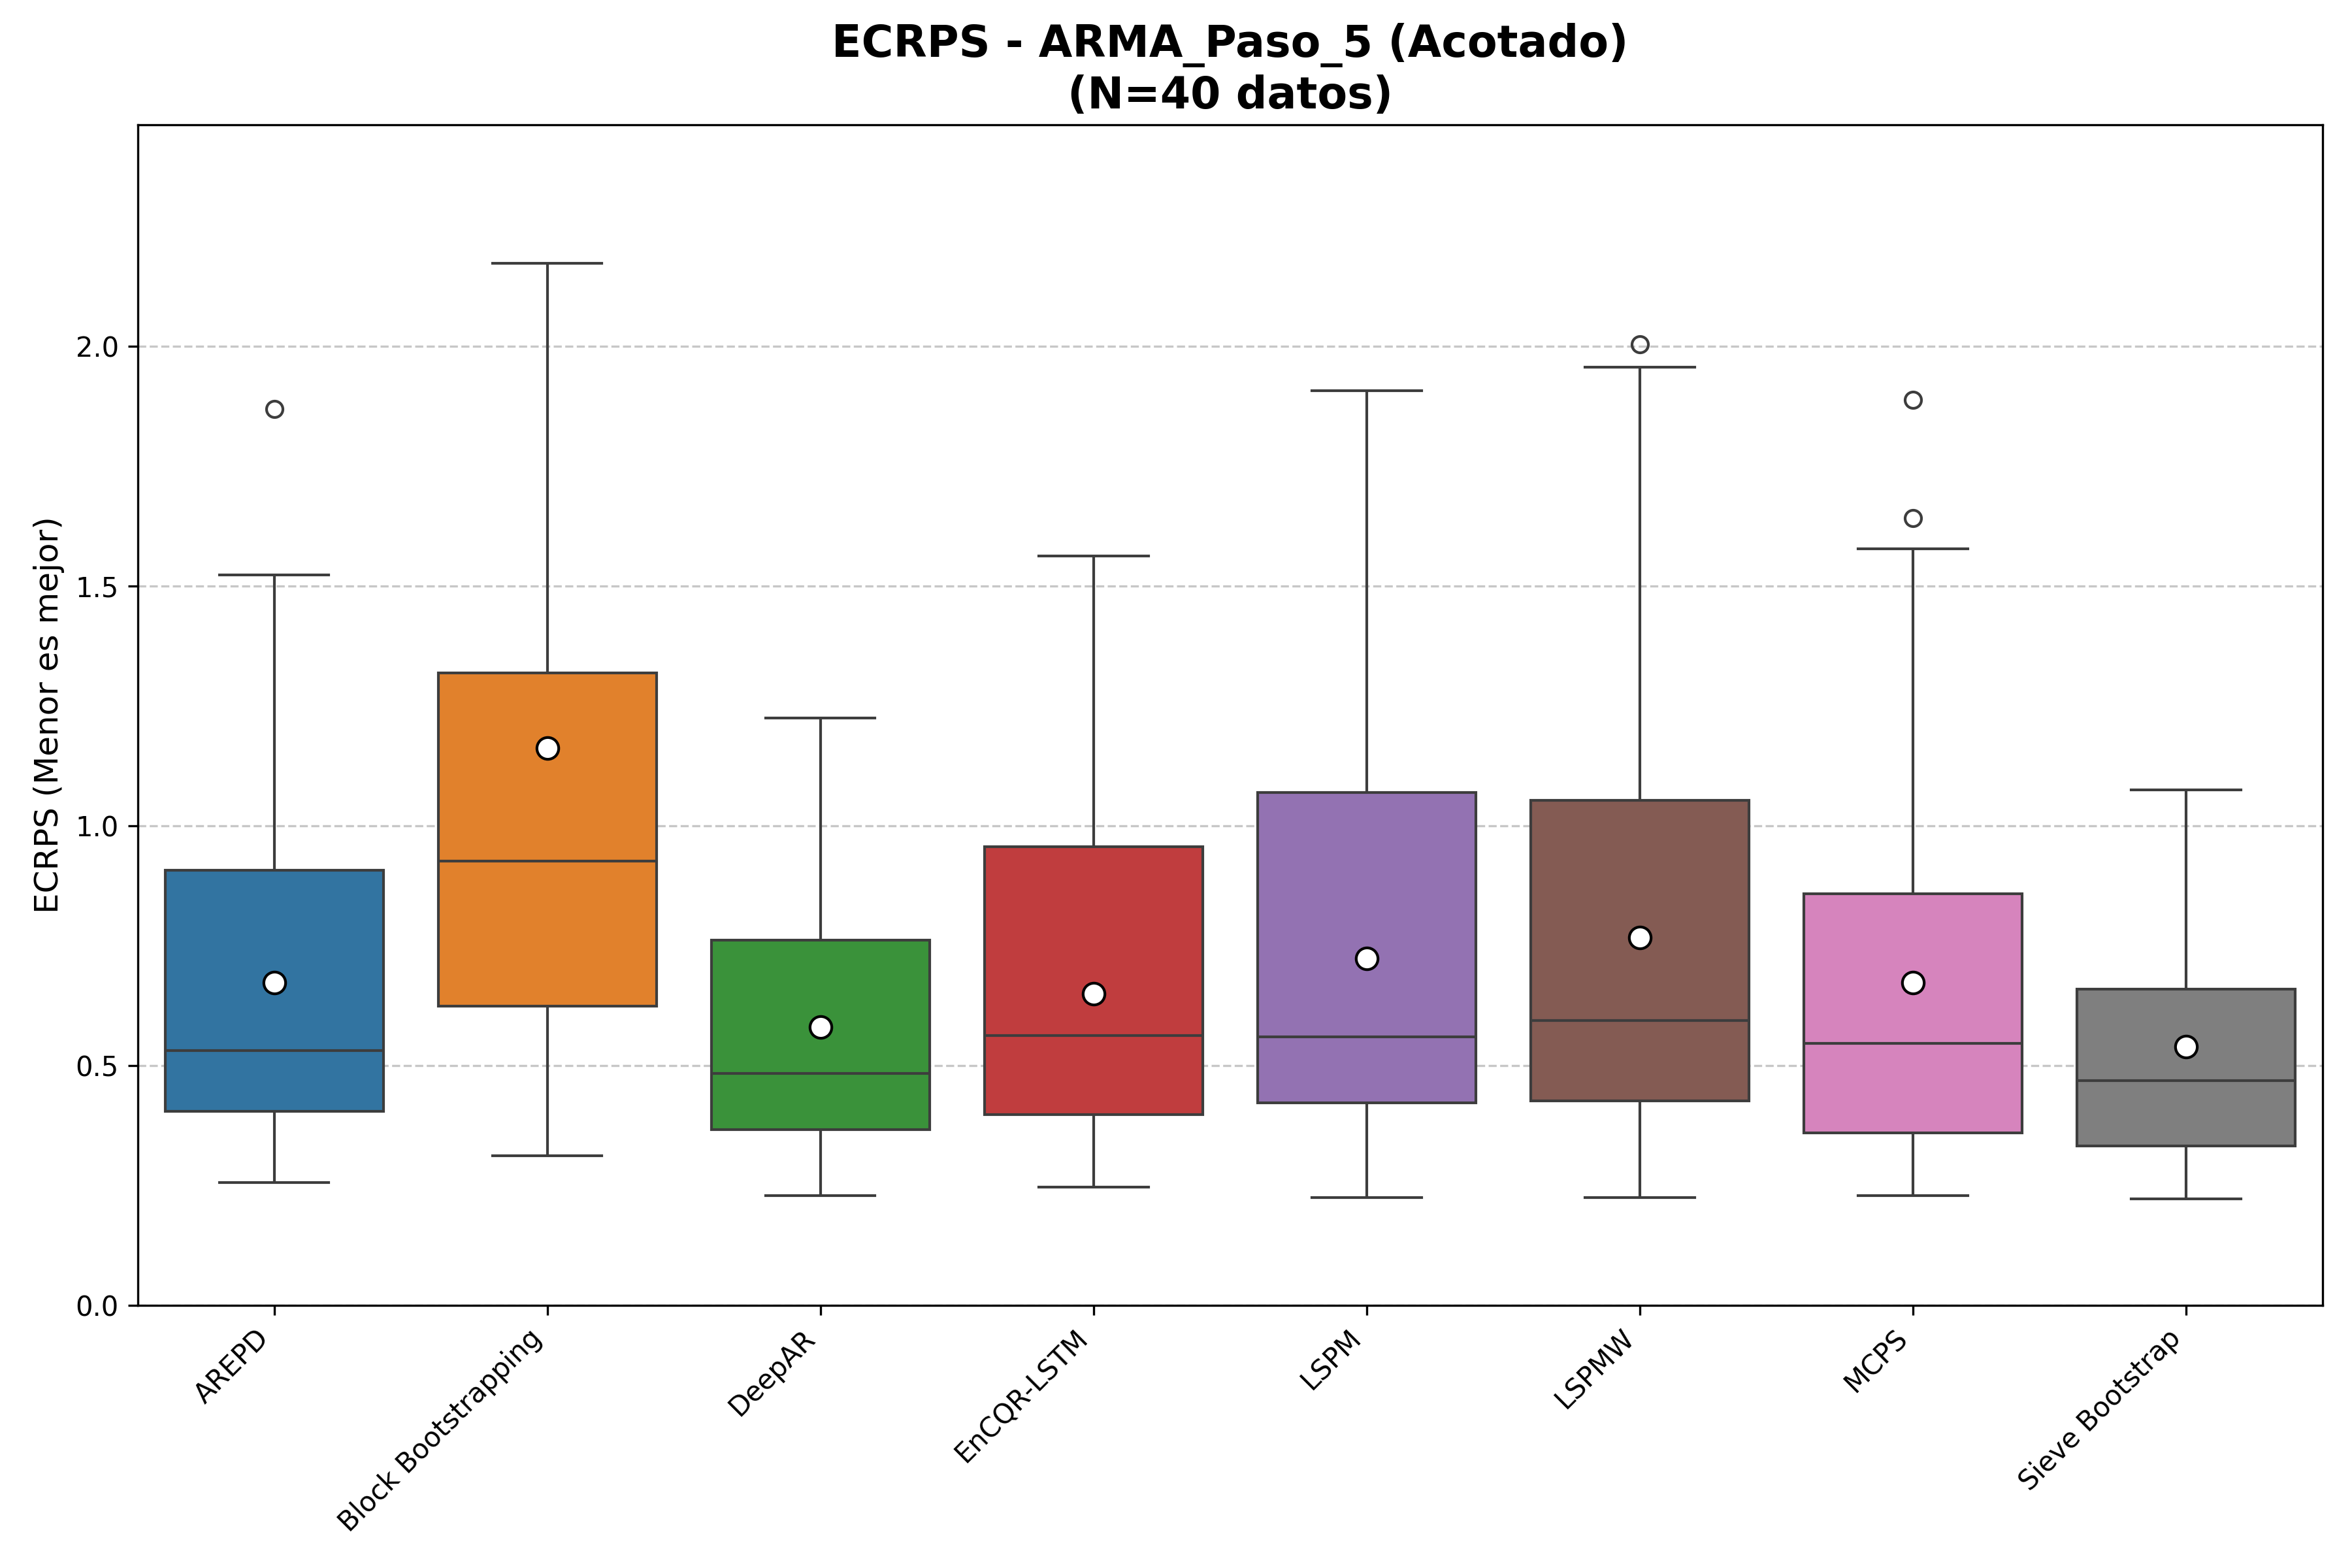 ECRPS - ARMA_Paso_5 (Acotado)
(N=40 datos)
ECRPS (Menor es mejor)
2.0
1.5
1.0
0.5
0.0
AREPD
Block Bootstrapping
DeepAR
EnCQR-LSTM
LSPM
LSPMW
MCPS
Sieve Bootstrap